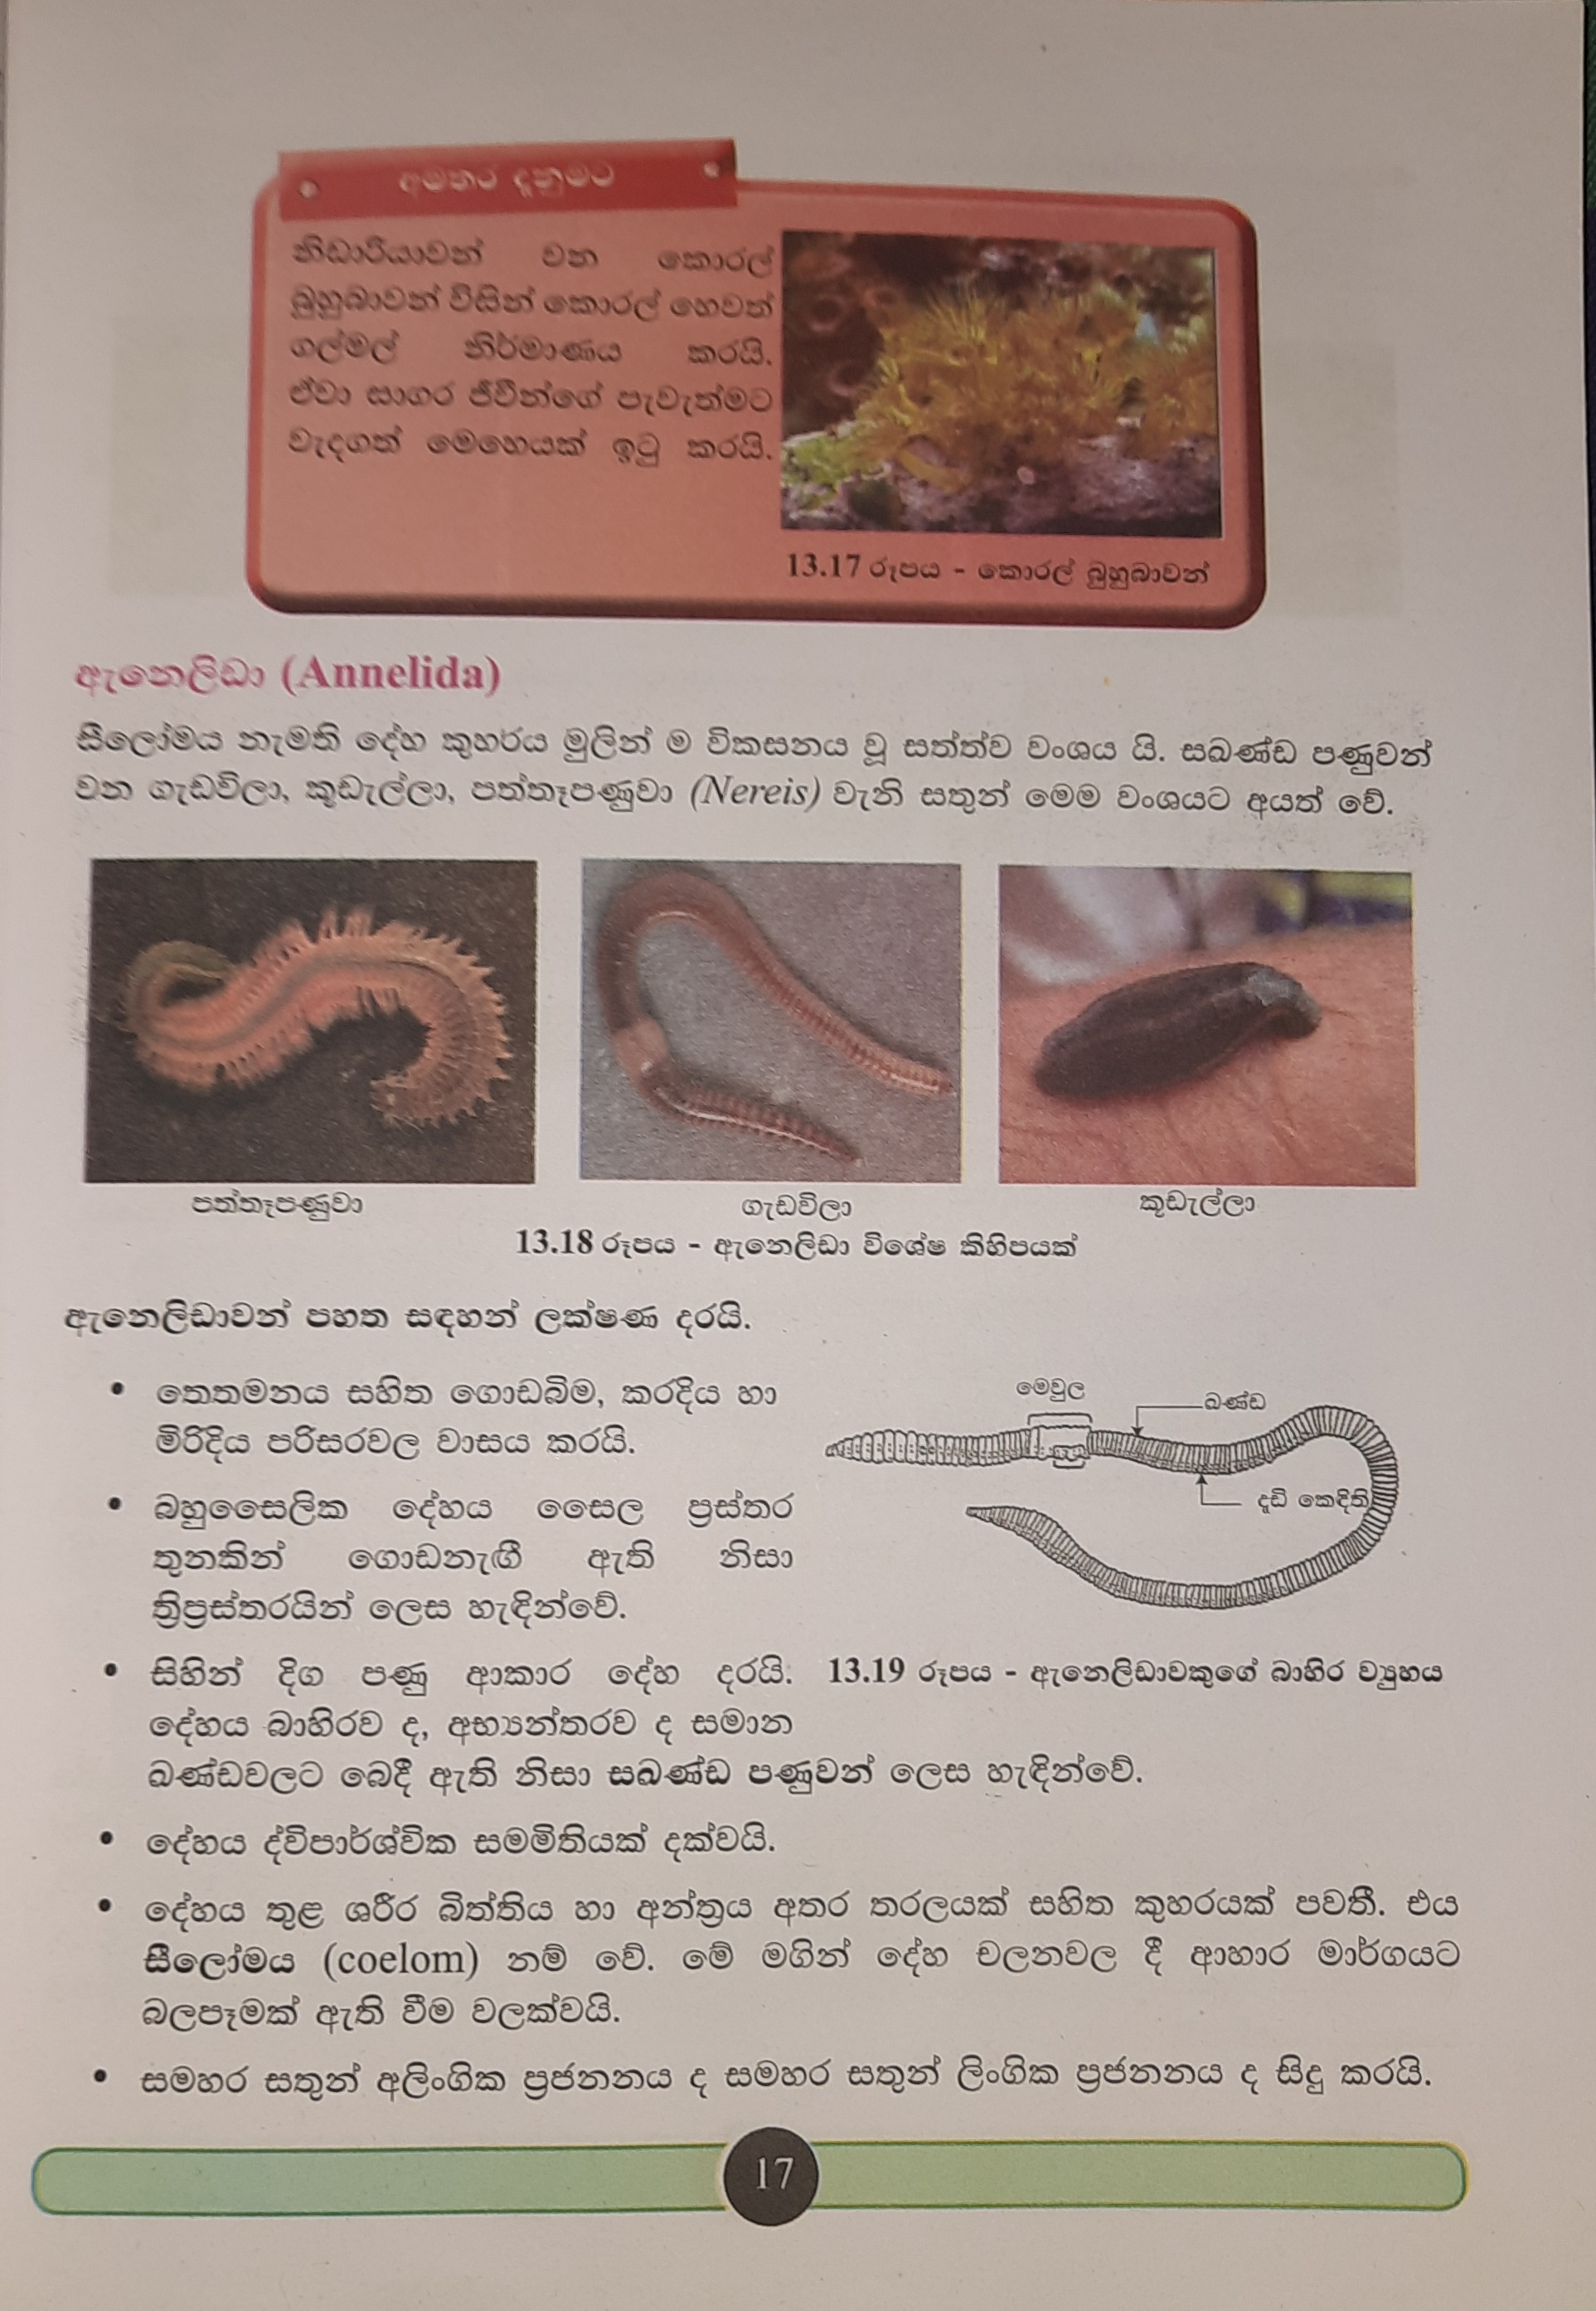 අමතර දැනුමට
නිඩාරියාවන් වන කොරල්
බුහුබාවන් විසින් කොරල් හෙවත්
ගල්මල් නිර්මාණය කරයි.
ඒවා සාගර ජීවීන්ගේ පැවැත්මට
වැදගත් මෙහෙයක් ඉටු කරයි.
13.17 රූපය - කොරල් බුහුබාවන්
ඇනෙලිඩා (Annelida)
සීලෝමය නැමති දේහ කුහරය මුලින් ම විකසනය වූ සත්ත්ව වංශය යි. සඛණ්ඩ පණුවන්
වන ගැඩවිලා, කූඩැල්ලා, පත්තෑපණුවා (Nereis) වැනි සතුන් මෙම වංශයට අයත් වේ.
පත්තෑපණුවා
ගැඩවිලා
කූඩැල්ලා
13.18 රූපය - ඇනෙලිඩා විශේෂ කිහිපයක්
ඇනෙලිඩාවන් පහත සඳහන් ලක්ෂණ දරයි.
• තෙතමනය සහිත ගොඩබිම, කරදිය හා
මිරිදිය පරිසරවල වාසය කරයි.
• බහුසෛලික දේහය සෛල ප්‍රස්තර
තුනකින් ගොඩනැඟී ඇති නිසා
ත්‍රිප්‍රස්තරයින් ලෙස හැඳින්වේ.
මෙවුල
ඛණ්ඩ
දෘඩි කෙඳිති
13.19 රූපය - ඇනෙලිඩාවකුගේ බාහිර ව්‍යුහය
• සිහින් දිග පණු ආකාර දේහ දරයි.
දේහය බාහිරව ද, අභ්‍යන්තරව ද සමාන
ඛණ්ඩවලට බෙදී ඇති නිසා සඛණ්ඩ පණුවන් ලෙස හැඳින්වේ.
• දේහය ද්විපාර්ශ්වික සමමිතියක් දක්වයි.
• දේහය තුළ ශරීර බිත්තිය හා අන්ත්‍රය අතර තරලයක් සහිත කුහරයක් පවතී. එය
සීලෝමය (coelom) නම් වේ. මේ මගින් දේහ චලනවල දී ආහාර මාර්ගයට
බලපෑමක් ඇති වීම වලක්වයි.
• සමහර සතුන් අලිංගික ප්‍රජනනය ද සමහර සතුන් ලිංගික ප්‍රජනනය ද සිදු කරයි.
17